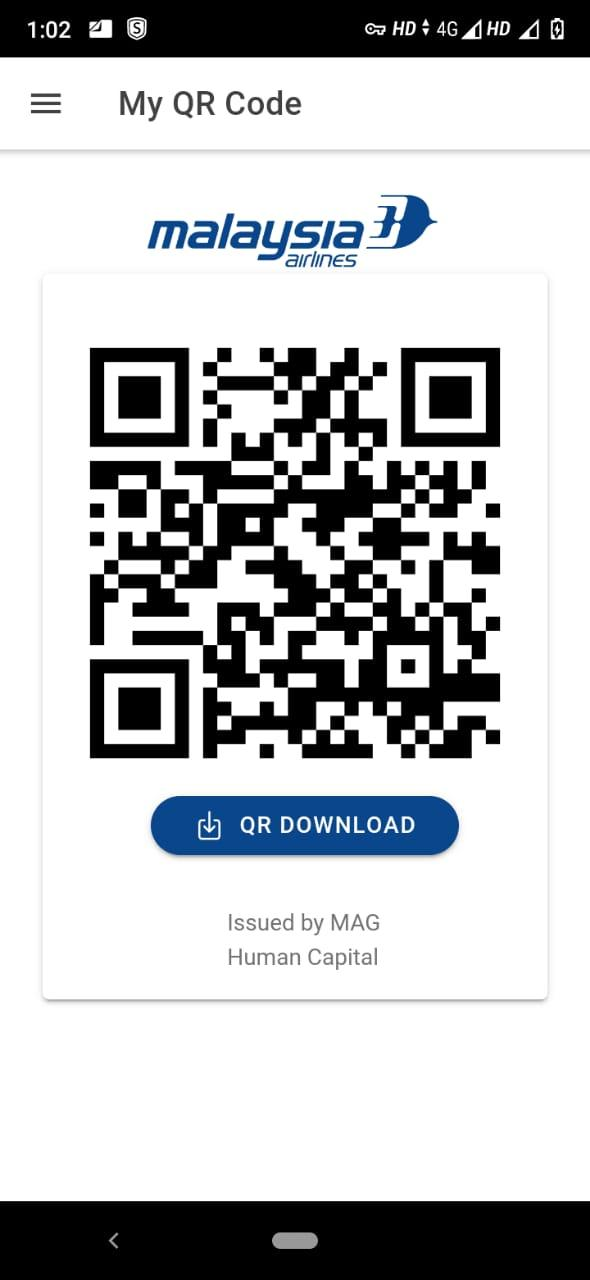 1:02 HD 4G HD
My QR Code
malaysia
airlines
QR DOWNLOAD
Issued by MAG
Human Capital